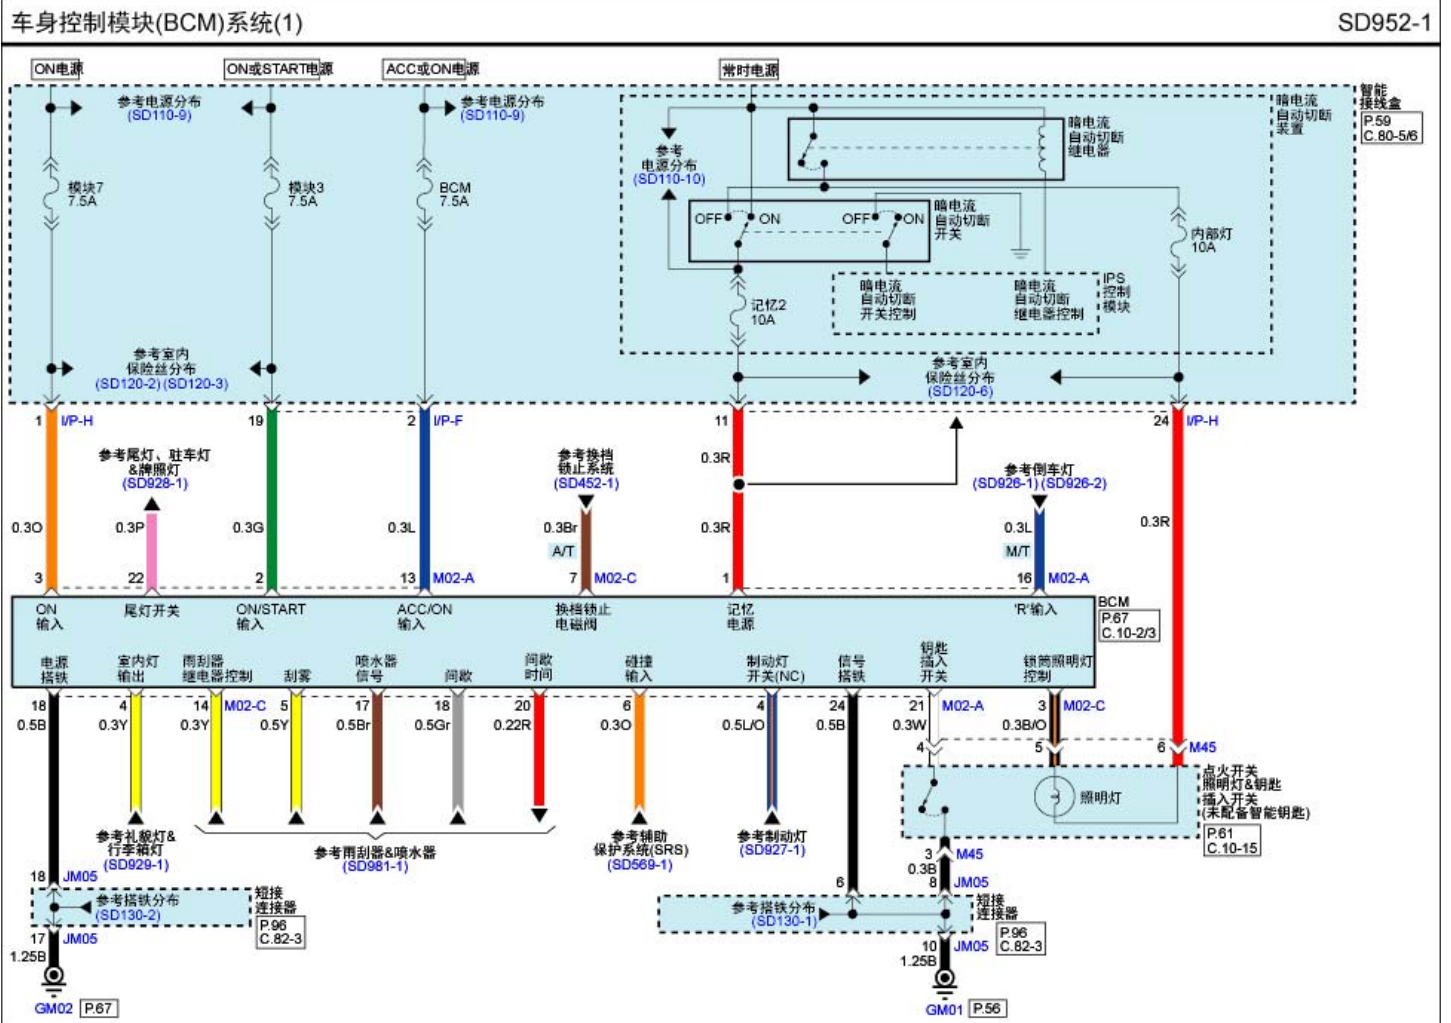 车身控制模块(BCM)系统(1)
SD952-1
ON电源
ON或START电源
ACC或ON电源
常时电源
参考电源分布
(SD110-9)
参考电源分布
(SD110-9)
暗电流
自动切断
装置
智能
接线盒
P.59
C.80-5/6
模块7
7.5A
模块3
7.5A
BCM
7.5A
参考
电源分布
(SD110-10)
暗电流
自动切断
继电器
OFF
ON
OFF
ON
暗电流
自动切断
开关
内部灯
10A
记忆2
10A
暗电流
自动切断
开关控制
暗电流
自动切断
继电器控制
IPS
控制
模块
参考室内
保险丝分布
(SD120-2)(SD120-3)
参考室内
保险丝分布
(SD120-6)
1
I/P-H
19
2
I/P-F
11
24
I/P-H
参考尾灯、驻车灯
&牌照灯
(SD928-1)
参考换档
锁止系统
(SD452-1)
0.3R
参考倒车灯
(SD926-1)(SD926-2)
0.3O
0.3P
0.3G
0.3L
0.3Br
A/T
0.3R
0.3L
M/T
0.3R
3
22
2
13
M02-A
7
M02-C
1
16
M02-A
ON
输入
尾灯开关
ON/START
输入
ACC/ON
输入
换档锁止
电磁阀
记忆
电源
'R'输入
BCM
P.67
C.10-2/3
电源
搭铁
室内灯
输出
雨刮器
继电器控制
刮雾
喷水器
信号
间歇
间歇
时间
碰撞
输入
制动灯
开关(NC)
信号
搭铁
钥匙
插入
开关
锁筒照明灯
控制
18
4
14
M02-C
5
17
18
20
6
4
24
21
M02-A
3
M02-C
0.5B
0.3Y
0.3Y
0.5Y
0.5Br
0.5Gr
0.22R
0.3O
0.5L/O
0.5B
0.3W
0.3B/O
4
5
6
M45
点火开关
照明灯&钥匙
插入开关
(未配备智能钥匙)
P.61
C.10-15
照明灯
参考礼貌灯&
行李箱灯
(SD929-1)
参考雨刮器&喷水器
(SD981-1)
参考辅助
保护系统(SRS)
(SD569-1)
参考制动灯
(SD927-1)
3
M45
0.3B
18
JM05
6
8
JM05
参考搭铁分布
(SD130-2)
短接
连接器
P.96
C.82-3
参考搭铁分布
(SD130-1)
短接
连接器
P.96
C.82-3
17
JM05
1.25B
10
JM05
1.25B
GM02
P.67
GM01
P.56